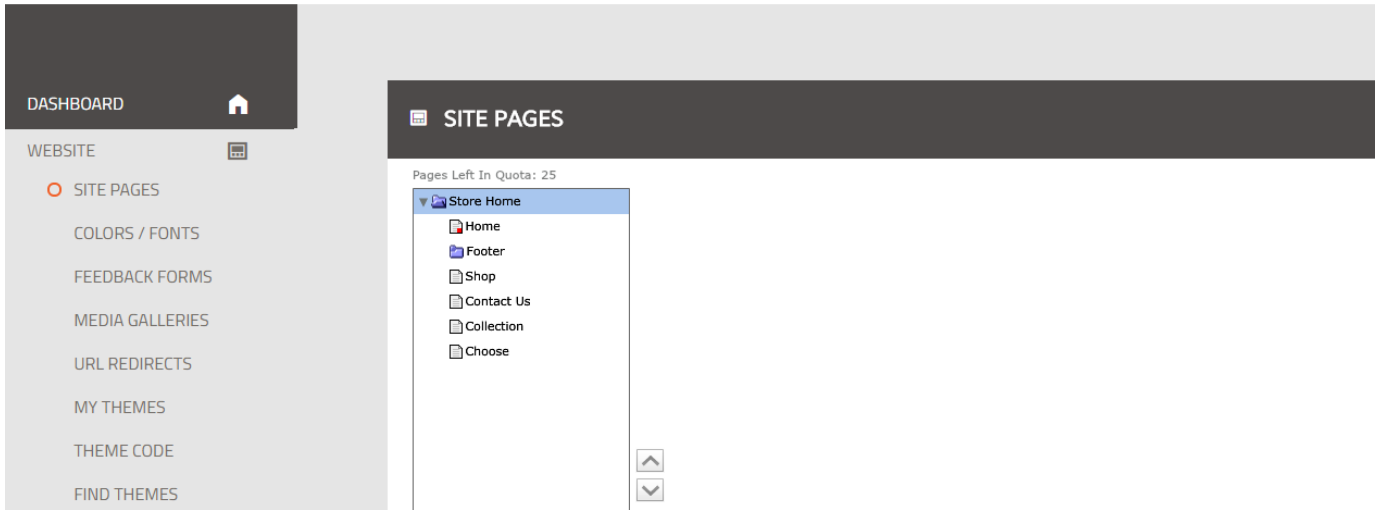 DASHBOARD
WEBSITE
SITE PAGES
COLORS / FONTS
FEEDBACK FORMS
MEDIA GALLERIES
URL REDIRECTS
MY THEMES
THEME CODE
FIND THEMES
SITE PAGES
Pages Left In Quota: 25
Store Home
Home
Footer
Shop
Contact Us
Collection
Choose